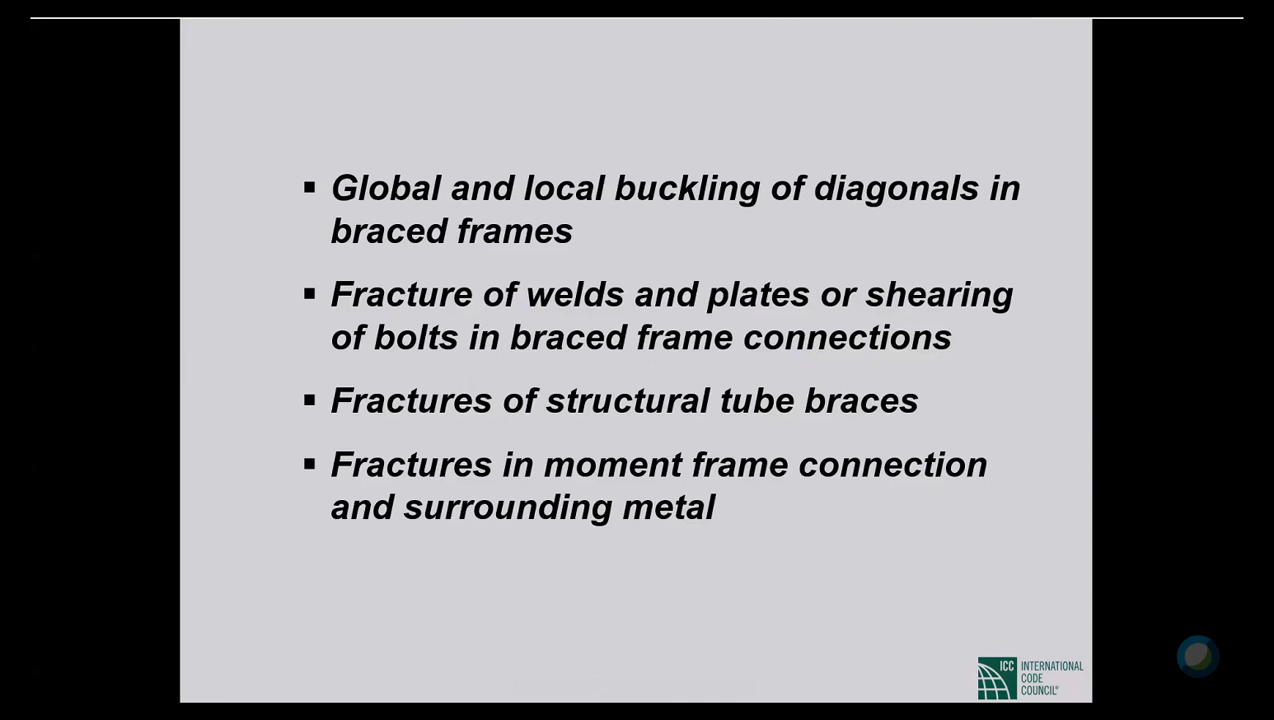 ▪ Global and local buckling of diagonals in
braced frames
▪ Fracture of welds and plates or shearing
of bolts in braced frame connections
▪ Fractures of structural tube braces
▪ Fractures in moment frame connection
and surrounding metal
ICC INTERNATIONAL
CODE
COUNCIL®